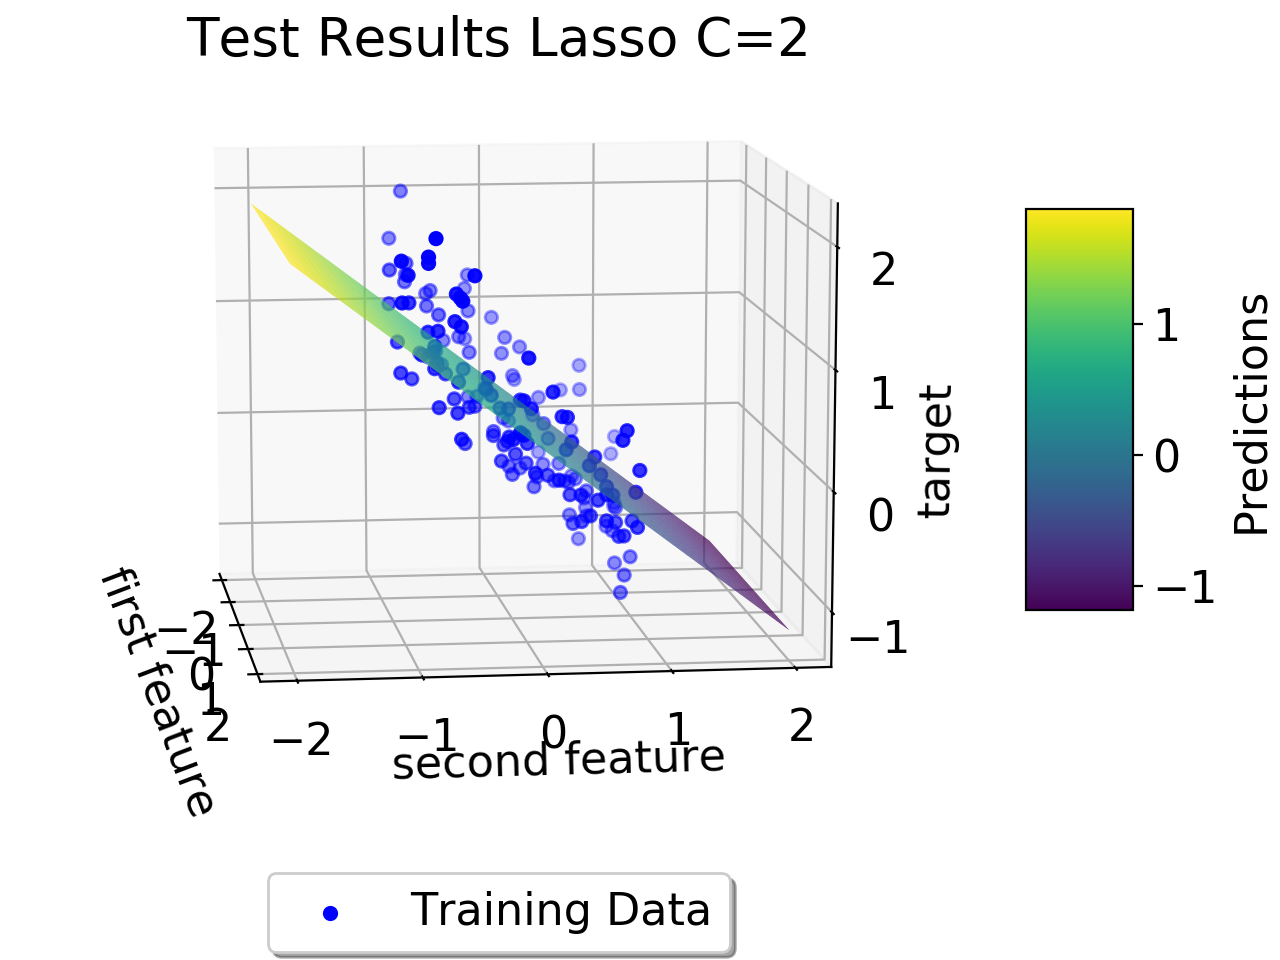 Test Results Lasso C=2
2
1
0
−1
target
1
0
−1
Predictions
−2
−1
0
1
2
first feature
−2
−1
0
1
2
second feature
Training Data